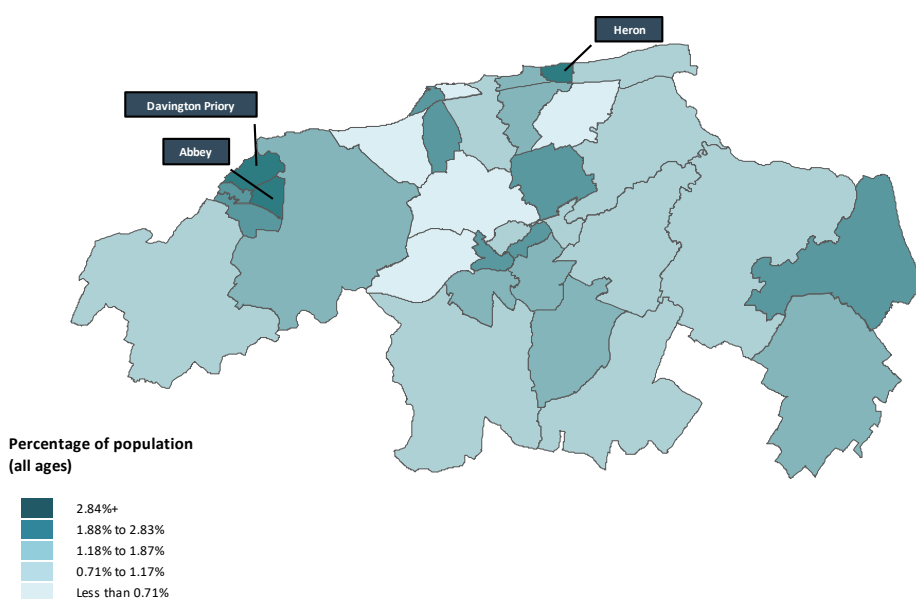 Heron
Davington Priory
Abbey
Percentage of population
(all ages)
2.84%+
1.88% to 2.83%
1.18% to 1.87%
0.71% to 1.17%
Less than 0.71%